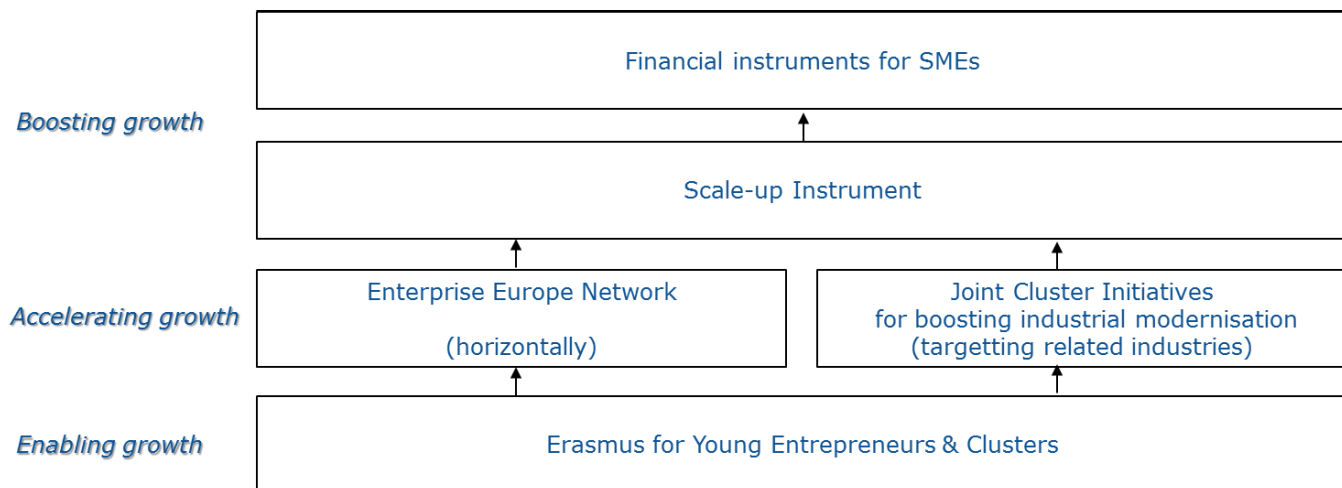 Financial instruments for SMEs
Boosting growth
Scale-up Instrument
Accelerating growth
Enterprise Europe Network
(horizontally)
Joint Cluster Initiatives
for boosting industrial modernisation
(targetting related industries)
Enabling growth
Erasmus for Young Entrepreneurs & Clusters